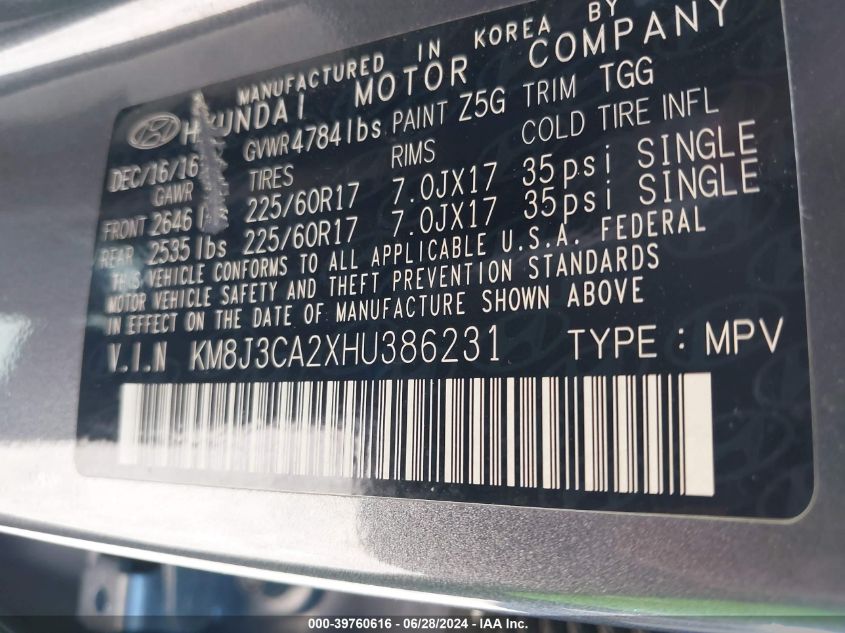 MANUFACTURED IN KOREA BY
HYUNDAI MOTOR COMPANY
DEC/16/16 GVWR 4784 lbs PAINT Z5G TRIM TGG
GAWR TIRES RIMS COLD TIRE INFL
FRONT 2646 lbs 225/60R17 7.0JX17 35psi SINGLE
REAR 2535 lbs 225/60R17 7.0JX17 35psi SINGLE
THIS VEHICLE CONFORMS TO ALL APPLICABLE U.S.A. FEDERAL
MOTOR VEHICLE SAFETY AND THEFT PREVENTION STANDARDS
IN EFFECT ON THE DATE OF MANUFACTURE SHOWN ABOVE
V.I.N KM8J3CA2XHU386231 TYPE : MPV
000-39760616 / 06/28/2024 - IAAI.com